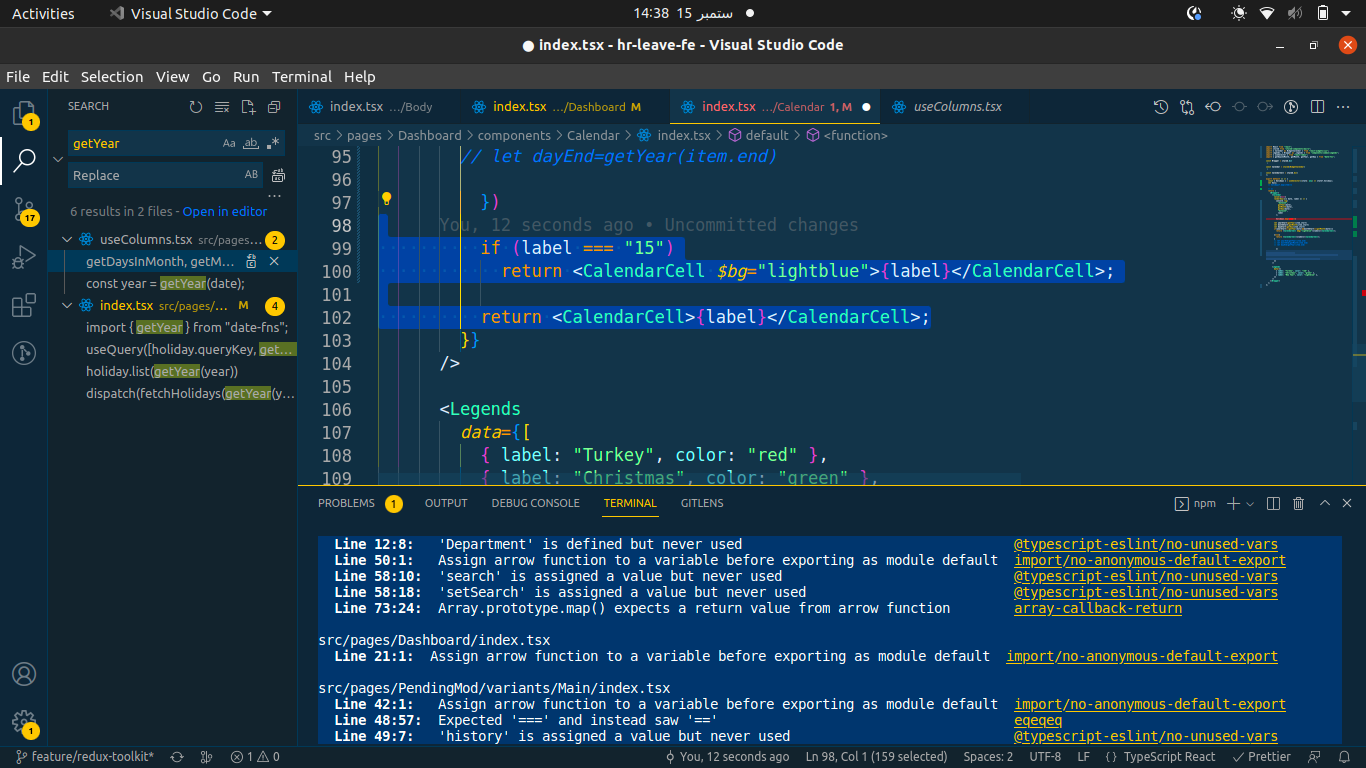 Activities
Visual Studio Code
14:38 15 ستمبر
index.tsx - hr-leave-fe - Visual Studio Code
File Edit Selection View Go Run Terminal Help
SEARCH
getYear
Aa ab .*
Replace
AB
6 results in 2 files - Open in editor
useColumns.tsx src/pages... 2
getDaysInMonth, getM...
const year = getYear(date);
index.tsx src/pages/... M 4
import { getYear } from "date-fns";
useQuery([holiday.queryKey, get...
holiday.list(getYear(year))
dispatch(fetchHolidays(getYear(y...
1
17
1
index.tsx .../Body
index.tsx .../Dashboard M
index.tsx .../Calendar 1, M
useColumns.tsx
src > pages > Dashboard > components > Calendar > index.tsx > default > <function>
95 // let dayEnd=getYear(item.end)
96
97 })
98 You, 12 seconds ago • Uncommitted changes
99 if (label === "15")
100 return <CalendarCell $bg="lightblue">{label}</CalendarCell>;
101
102 return <CalendarCell>{label}</CalendarCell>;
103 }}
104 />
105
106 <Legends
107 data={[
108 { label: "Turkey", color: "red" },
109 { label: "Christmas", color: "green" },
PROBLEMS 1 OUTPUT DEBUG CONSOLE TERMINAL GITLENS
npm
Line 12:8: 'Department' is defined but never used @typescript-eslint/no-unused-vars
Line 50:1: Assign arrow function to a variable before exporting as module default import/no-anonymous-default-export
Line 58:10: 'search' is assigned a value but never used @typescript-eslint/no-unused-vars
Line 58:18: 'setSearch' is assigned a value but never used @typescript-eslint/no-unused-vars
Line 73:24: Array.prototype.map() expects a return value from arrow function array-callback-return
src/pages/Dashboard/index.tsx
Line 21:1: Assign arrow function to a variable before exporting as module default import/no-anonymous-default-export
src/pages/PendingMod/variants/Main/index.tsx
Line 42:1: Assign arrow function to a variable before exporting as module default import/no-anonymous-default-export
Line 48:57: Expected '===' and instead saw '==' eqeqeq
Line 49:7: 'history' is assigned a value but never used @typescript-eslint/no-unused-vars
feature/redux-toolkit* 1 0
You, 12 seconds ago Ln 98, Col 1 (159 selected) Spaces: 2 UTF-8 LF {} TypeScript React Prettier